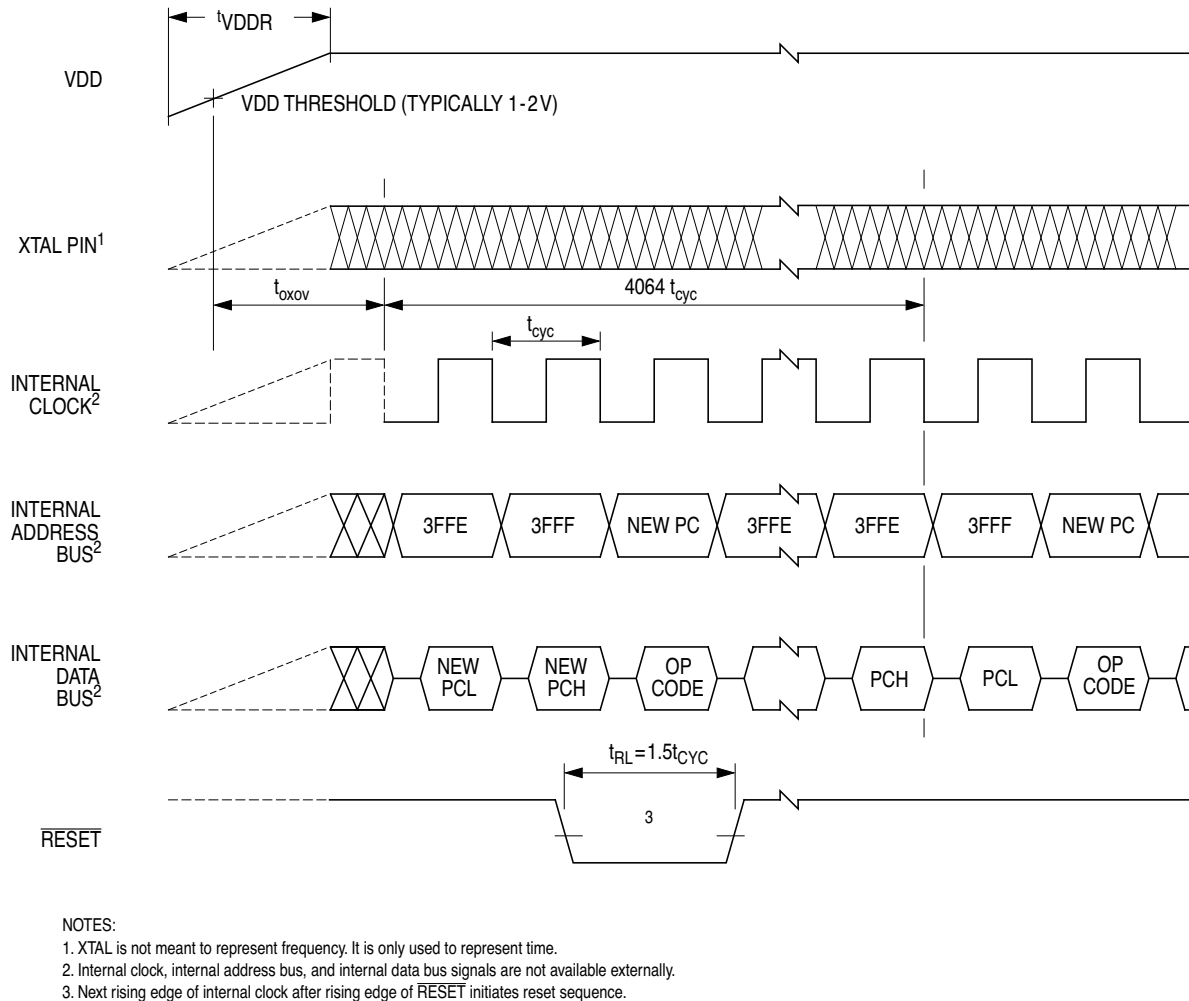 tVDDR
VDD
VDD THRESHOLD (TYPICALLY 1-2V)
XTAL PIN1
toxov
4064 tcyc
tcyc
INTERNAL
CLOCK2
INTERNAL
ADDRESS
BUS2
3FFE
3FFF
NEW PC
3FFE
3FFE
3FFF
NEW PC
INTERNAL
DATA
BUS2
NEW
PCL
NEW
PCH
OP
CODE
PCH
PCL
OP
CODE
tRL=1.5tCYC
3
RESET
NOTES:
1. XTAL is not meant to represent frequency. It is only used to represent time.
2. Internal clock, internal address bus, and internal data bus signals are not available externally.
3. Next rising edge of internal clock after rising edge of RESET initiates reset sequence.